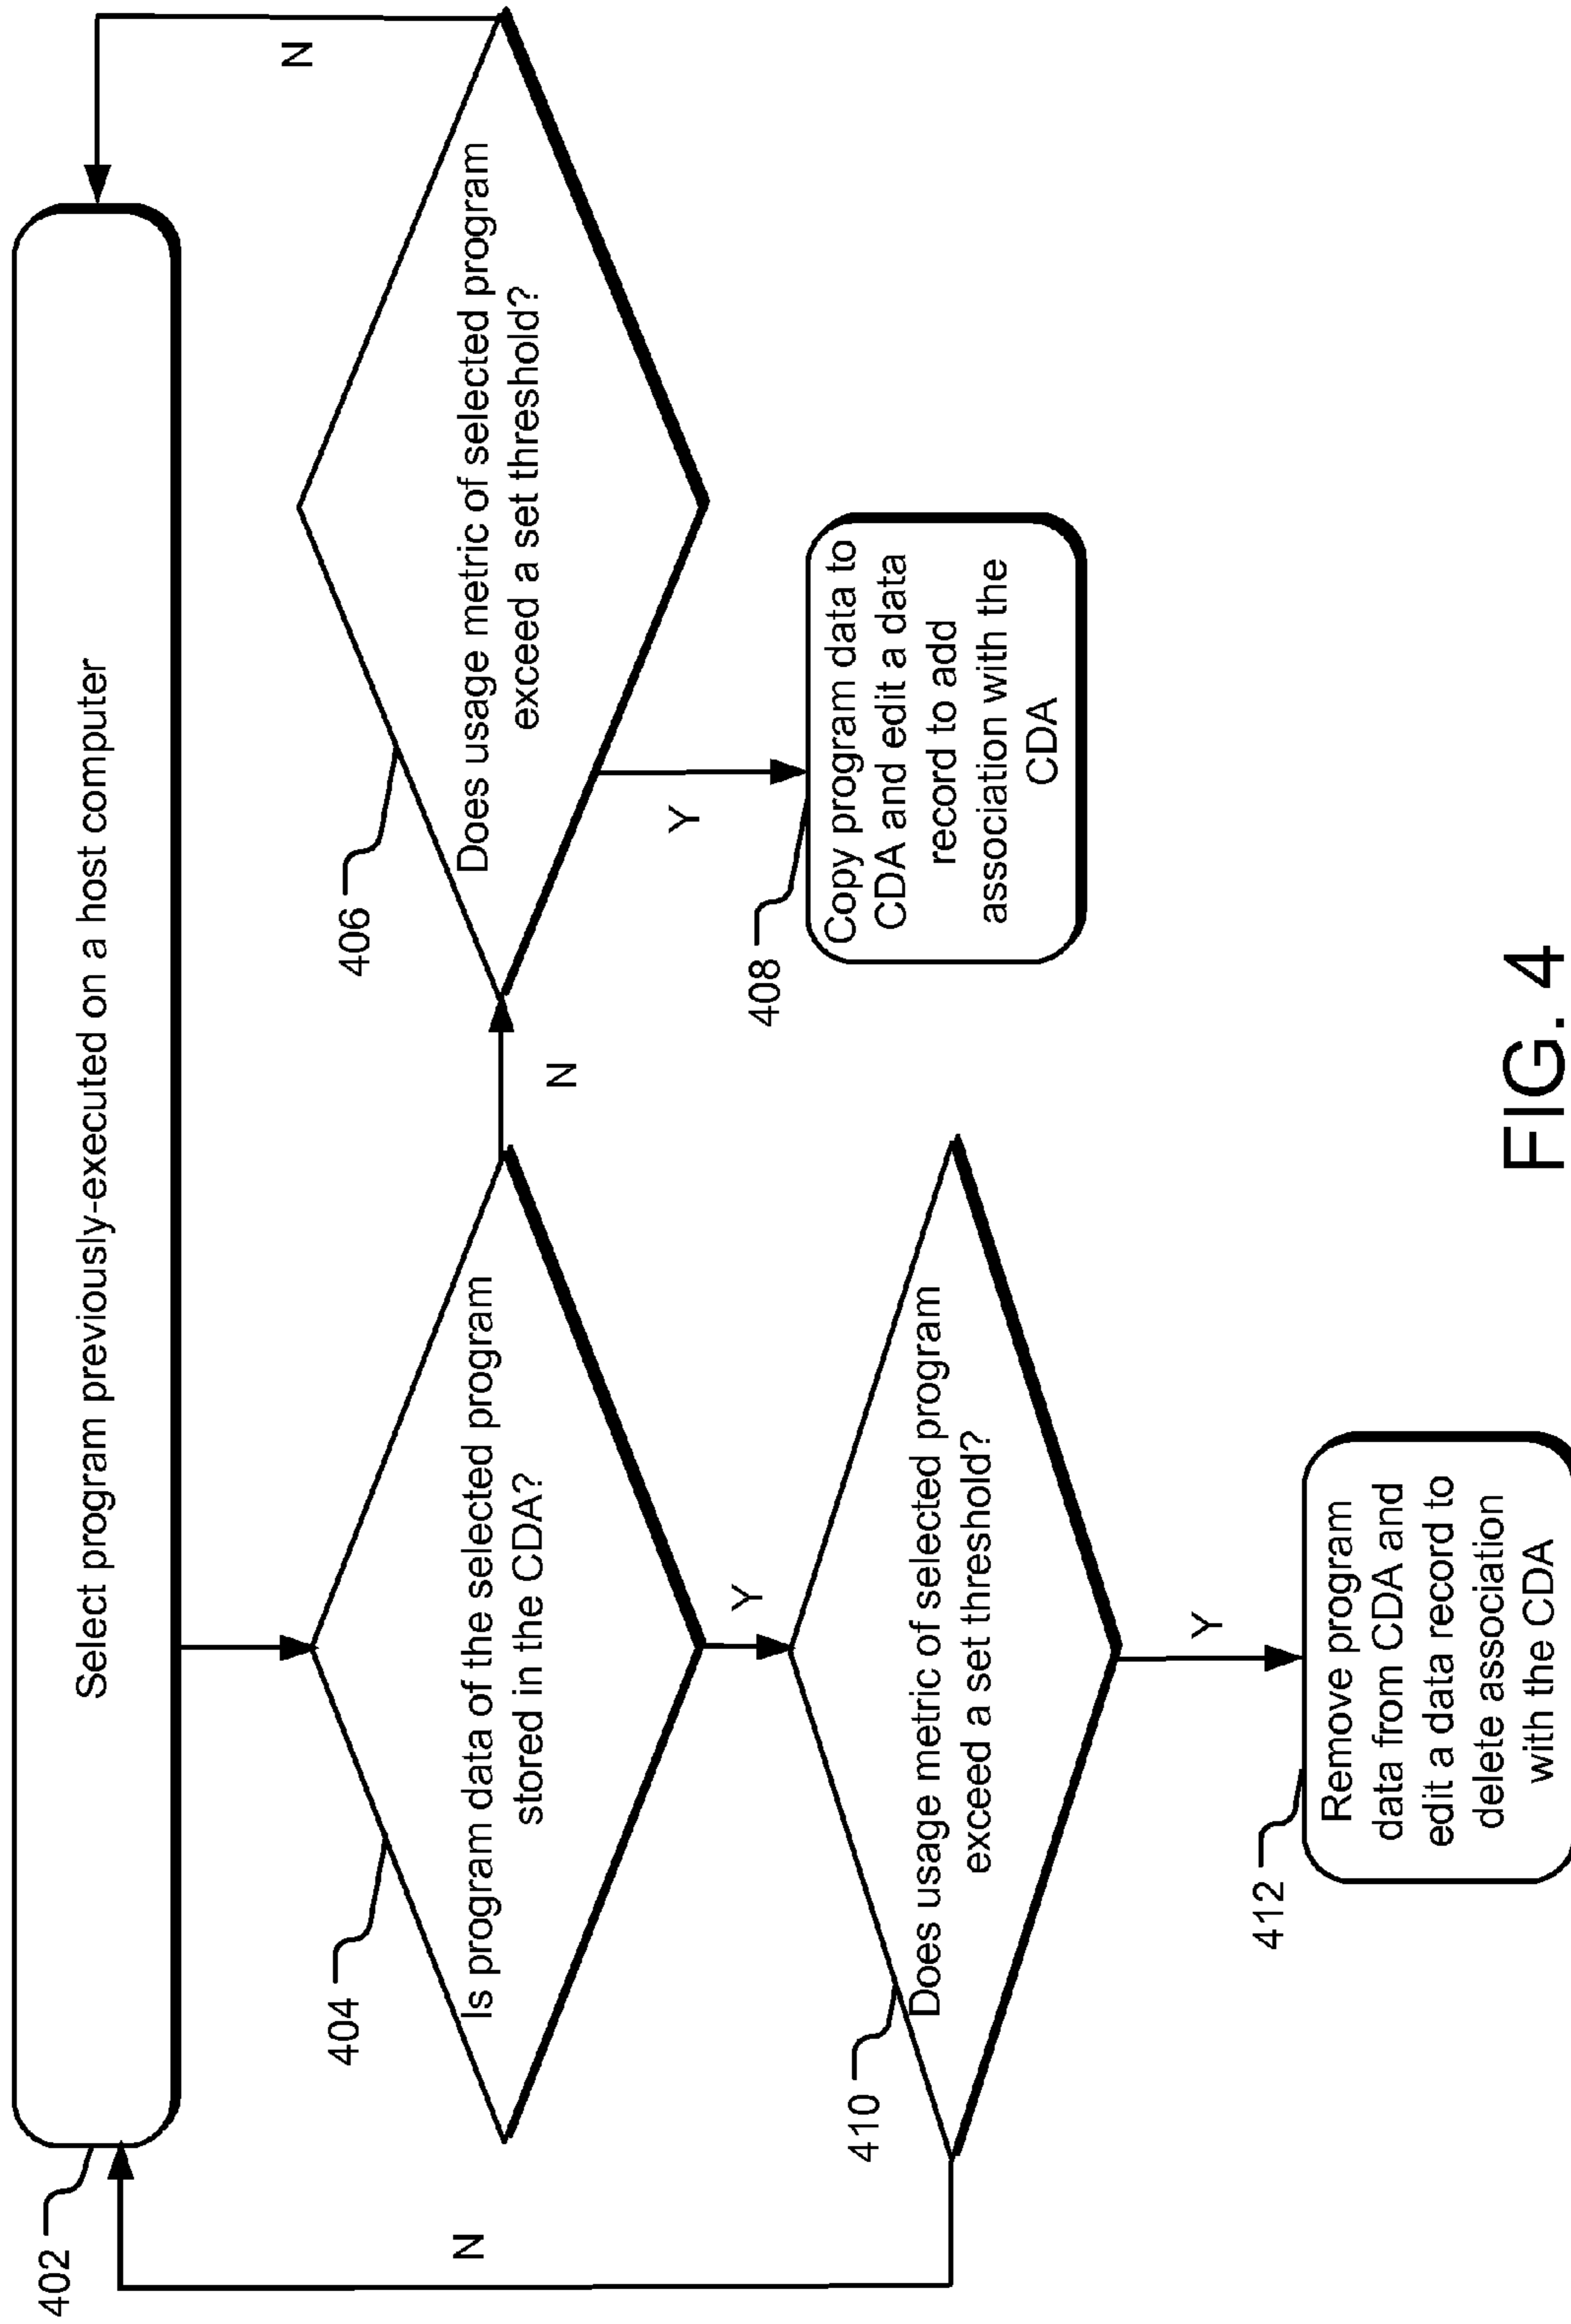 402
Select program previously-executed on a host computer
N
N
404
Is program data of the selected program
stored in the CDA?
N
406
Does usage metric of selected program
exceed a set threshold?
Y
Y
408
Copy program data to
CDA and edit a data
record to add
association with the
CDA
410
Does usage metric of selected program
exceed a set threshold?
Y
412
Remove program
data from CDA and
edit a data record to
delete association
with the CDA
FIG. 4